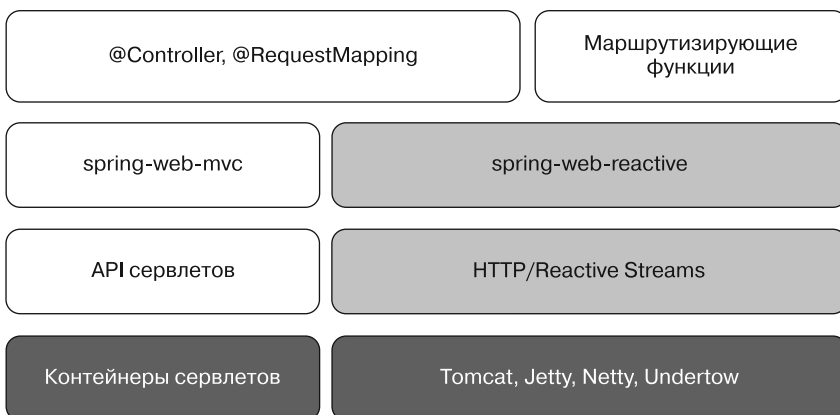 @Controller, @RequestMapping
Маршрутизирующие
функции
spring-web-mvc
spring-web-reactive
API сервлетов
HTTP/Reactive Streams
Контейнеры сервлетов
Tomcat, Jetty, Netty, Undertow